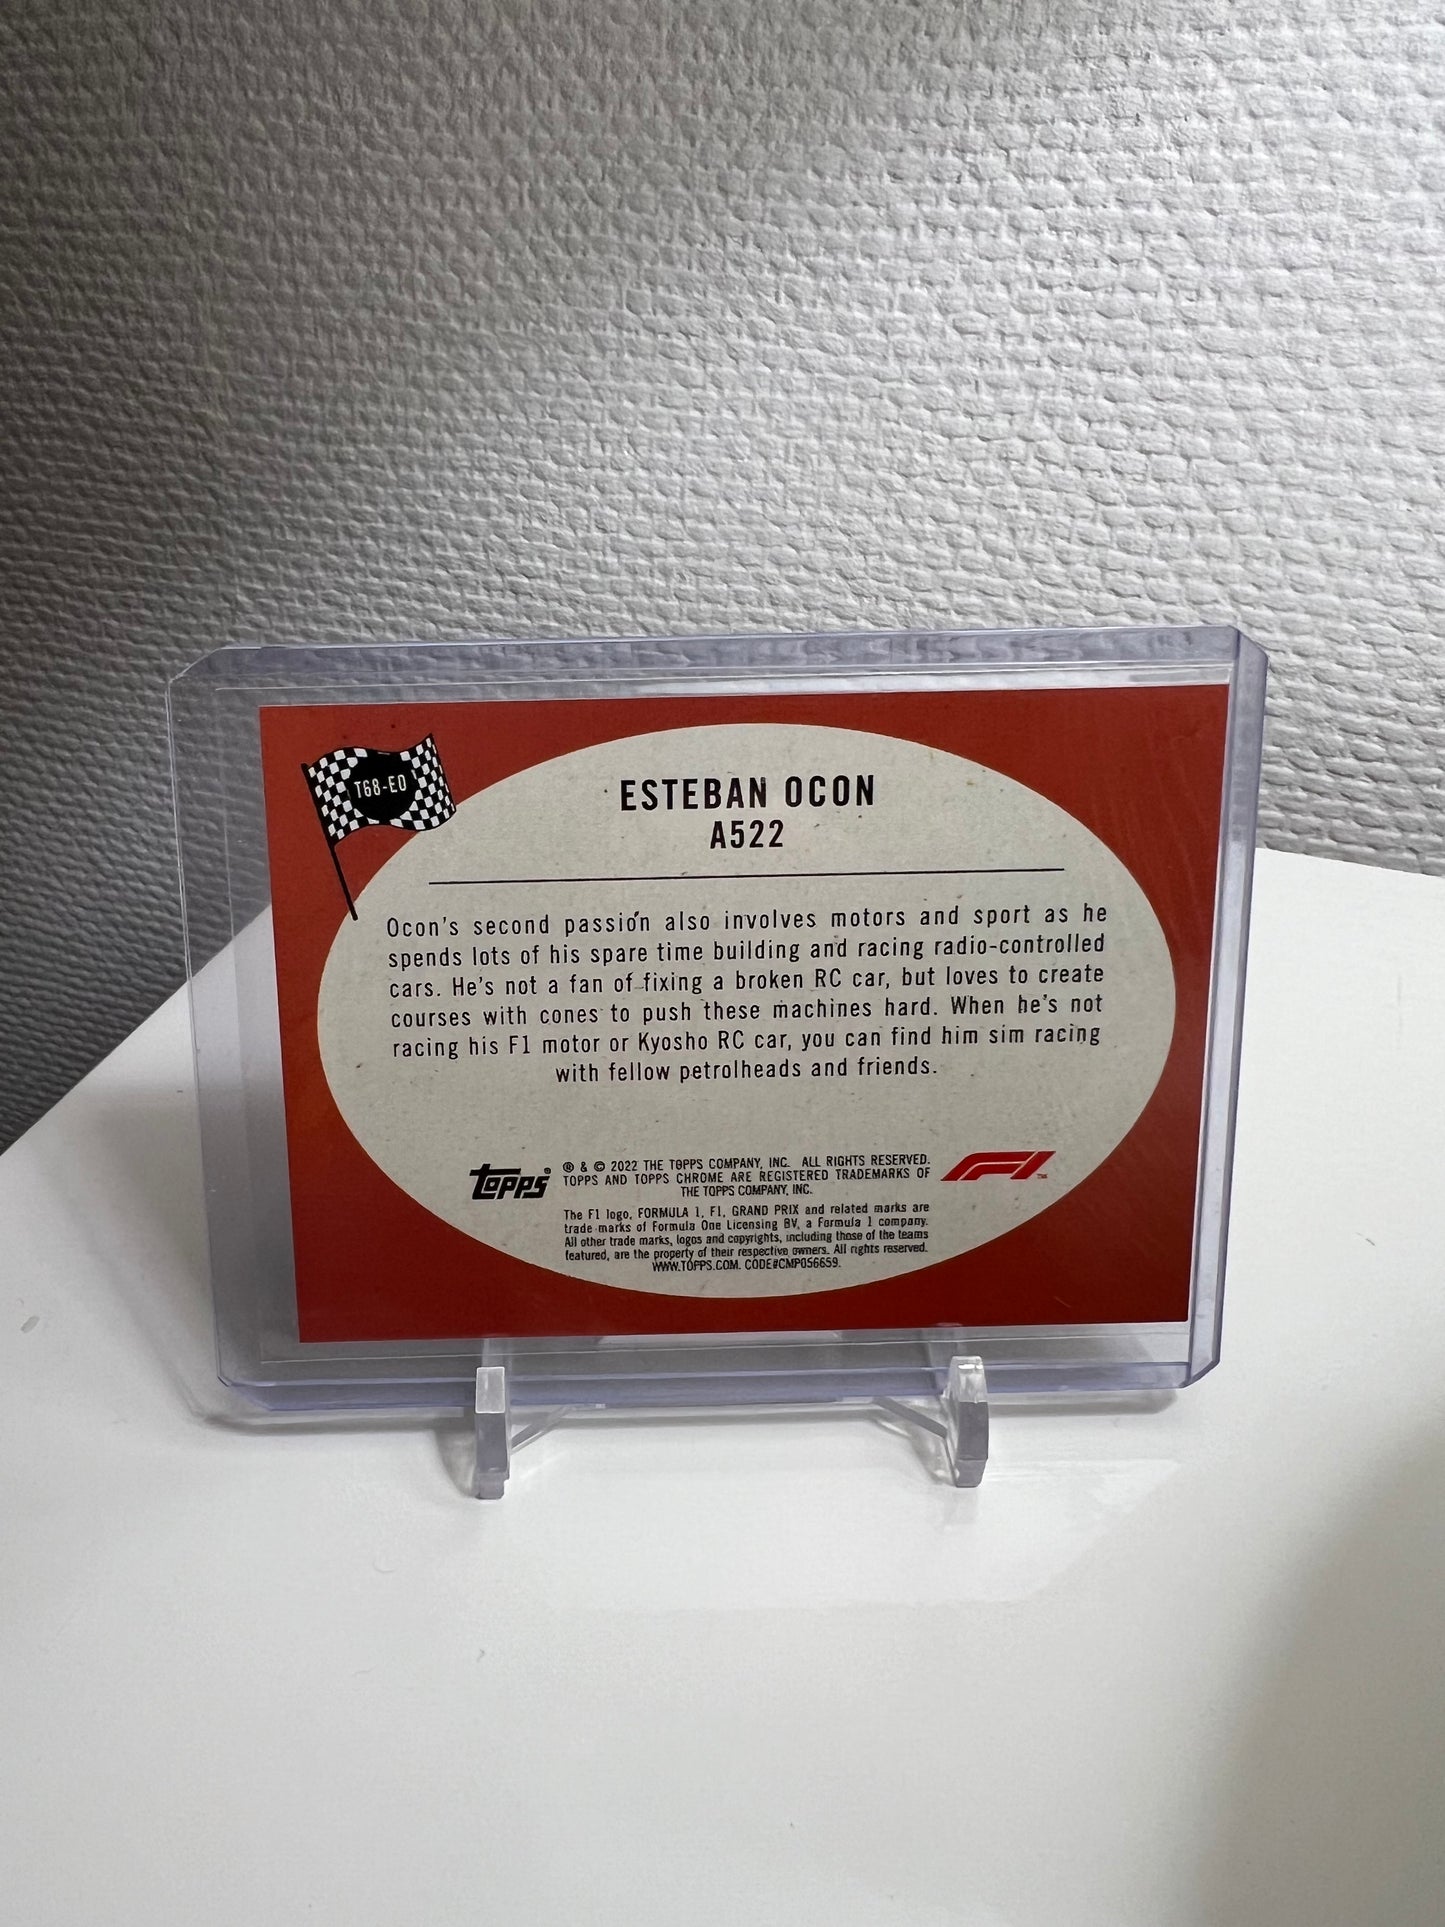 T68-EO
ESTEBAN OCON
A522
Ocon's second passion also involves motors and sport as he
spends lots of his spare time building and racing radio-controlled
cars. He's not a fan of fixing a broken RC car, but loves to create
courses with cones to push these machines hard. When he's not
racing his F1 motor or Kyosho RC car, you can find him sim racing
with fellow petrolheads and friends.
Topps®
® & © 2022 THE TOPPS COMPANY, INC. ALL RIGHTS RESERVED.
TOPPS AND TOPPS CHROME ARE REGISTERED TRADEMARKS OF
THE TOPPS COMPANY, INC.
F1™
The F1 logo, FORMULA 1, F1, GRAND PRIX and related marks are
trade marks of Formula One Licensing BV, a Formula 1 company.
All other trade marks, logos and copyrights, including those of the teams
featured, are the property of their respective owners. All rights reserved.
WWW.TOPPS.COM. CODE#CMP056659.